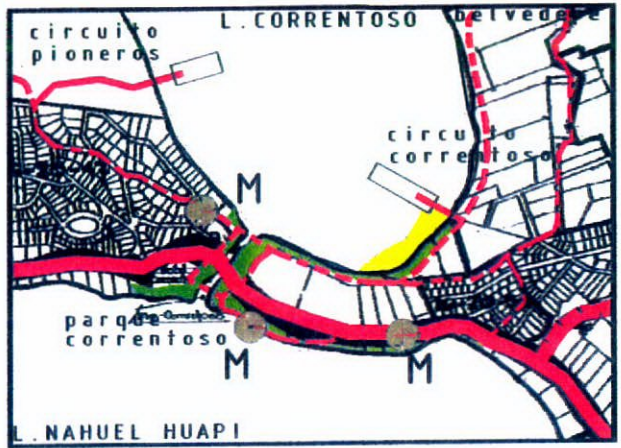 L.CORRENTOSO
belvedere
circuito
pioneros
circuito
correntoso
M
parque
correntoso
M
M
L.NAHUEL HUAPI